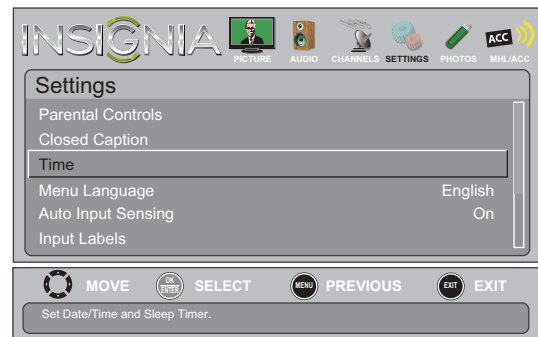 INSIGNIA
PICTURE AUDIO CHANNELS SETTINGS PHOTOS MHL/ACC
ACC
Settings
Parental Controls
Closed Caption
Time
Menu Language English
Auto Input Sensing On
Input Labels
MOVE OK ENTER SELECT MENU PREVIOUS EXIT EXIT
Set Date/Time and Sleep Timer.